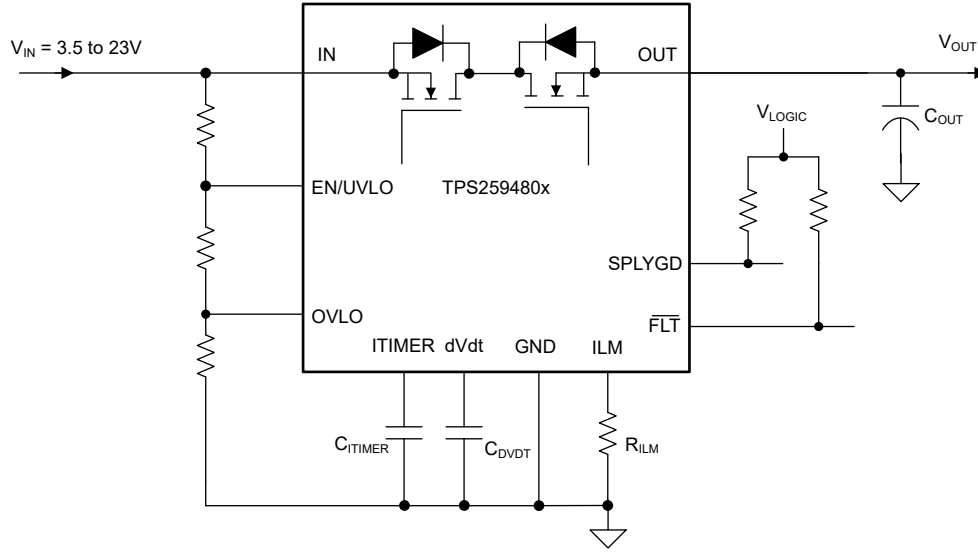 V_IN = 3.5 to 23V
IN
OUT
V_OUT
V_LOGIC
C_OUT
EN/UVLO
TPS259480x
SPLYGD
OVLO
F̅L̅T̅
ITIMER dVdt GND ILM
C_ITIMER
C_DVDT
R_ILM